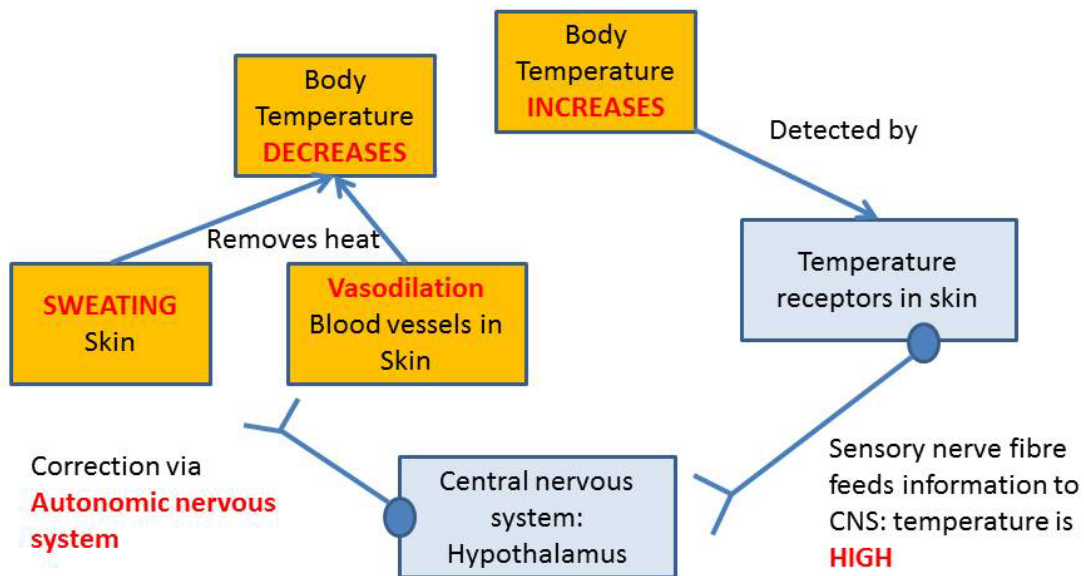 Body
Temperature
INCREASES
Detected by
Temperature
receptors in skin
Sensory nerve fibre
feeds information to
CNS: temperature is
HIGH
Central nervous
system:
Hypothalamus
Correction via
Autonomic nervous
system
SWEATING
Skin
Vasodilation
Blood vessels in
Skin
Removes heat
Body
Temperature
DECREASES